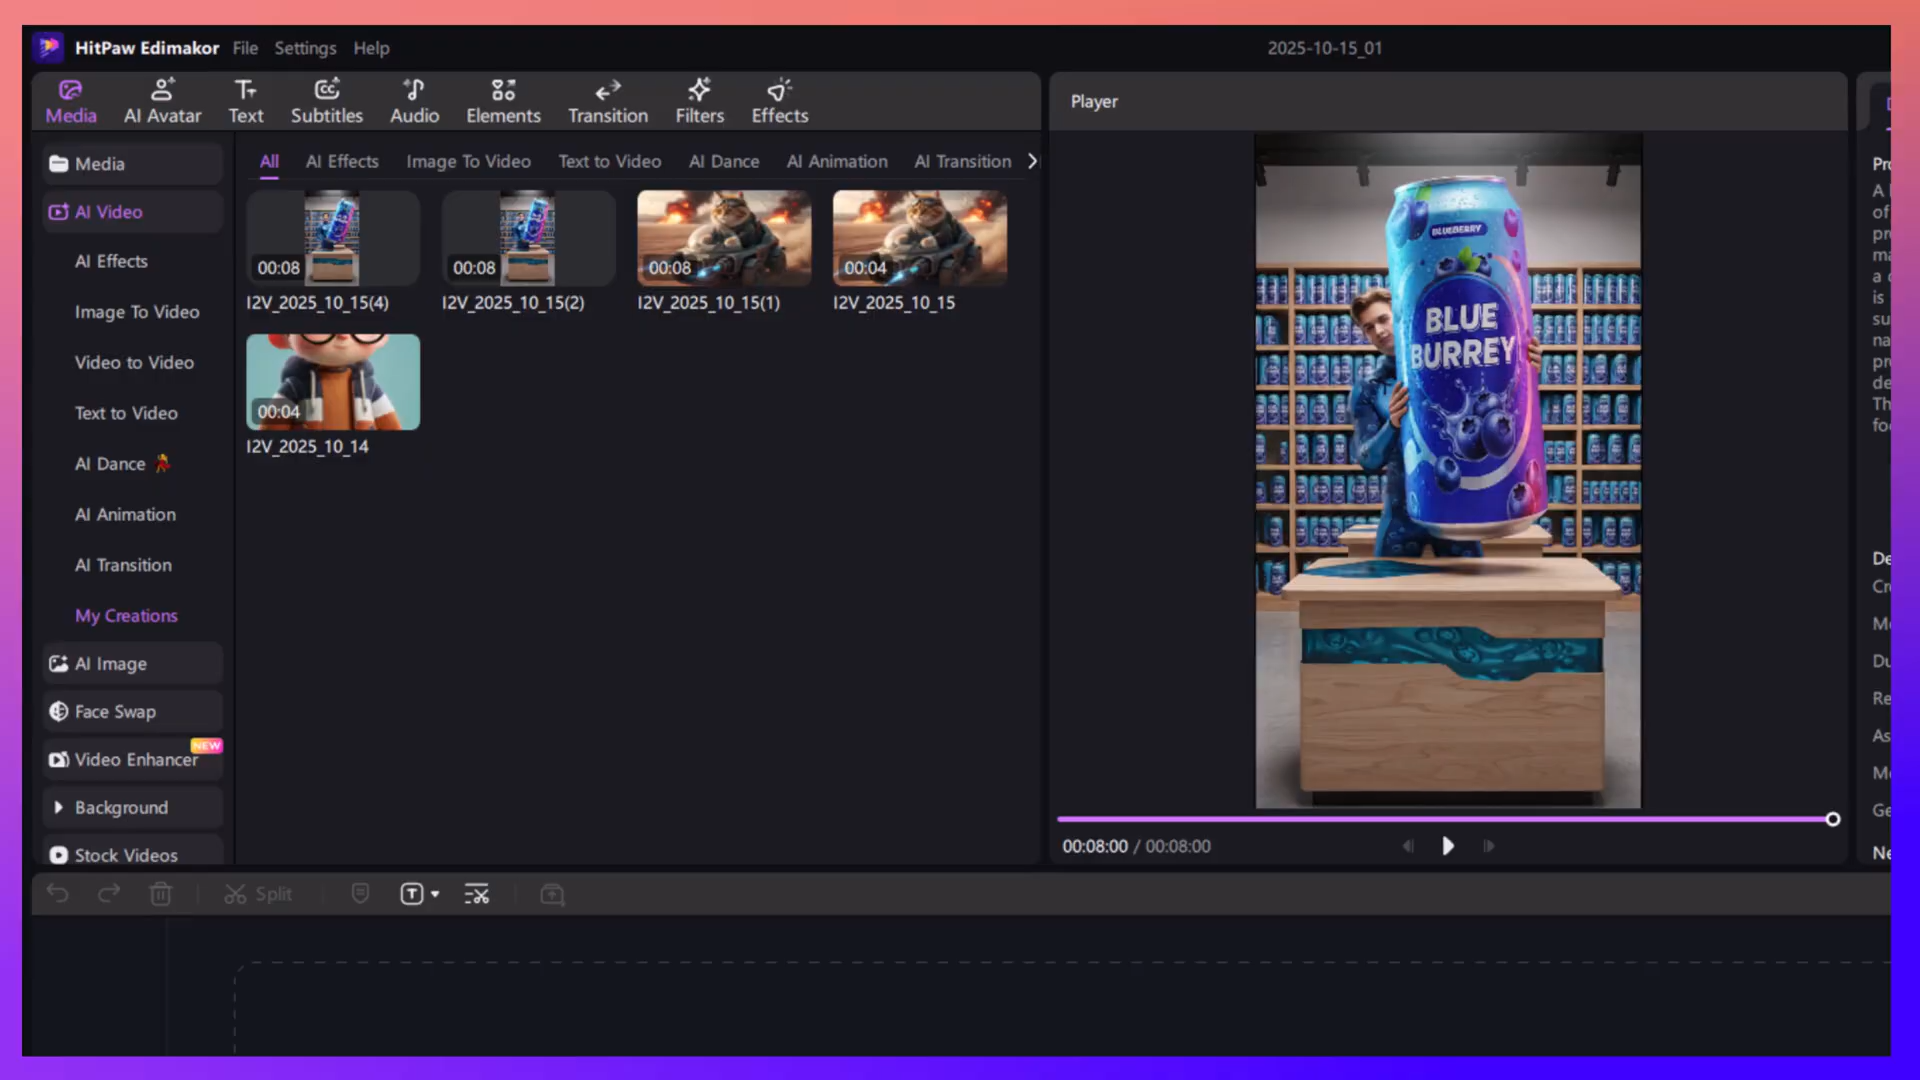 HitPaw Edimakor File Settings Help 2025-10-15_01
Media AI Avatar Text Subtitles Audio Elements Transition Filters Effects
Player
Media
AI Video
AI Effects
Image To Video
Video to Video
Text to Video
AI Dance
AI Animation
AI Transition
My Creations
AI Image
Face Swap
NEW
Video Enhancer
Background
Stock Videos
All AI Effects Image To Video Text to Video AI Dance AI Animation AI Transition
00:08 00:08 00:08 00:04
I2V_2025_10_15(4) I2V_2025_10_15(2) I2V_2025_10_15(1) I2V_2025_10_15
00:04
I2V_2025_10_14
BLUEBERRY
BLUE
BURREY
00:08:00 / 00:08:00
Split